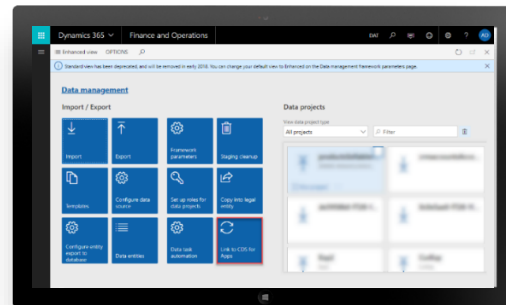 Dynamics 365
Finance and Operations
DAT
?
AD
Enhanced view OPTIONS
Standard view has been deprecated, and will be removed in early 2018. You can change your default view to Enhanced on the Data management framework parameters page.
Data management
Import / Export
Data projects
View data project type
All projects
Filter
Import
Export
Framework
parameters
Staging cleanup
Templates
Configure data
source
Set up roles for
data projects
Copy into legal
entity
Configure entity
export to
database
Data entities
Data task
automation
Link to CDS for
Apps